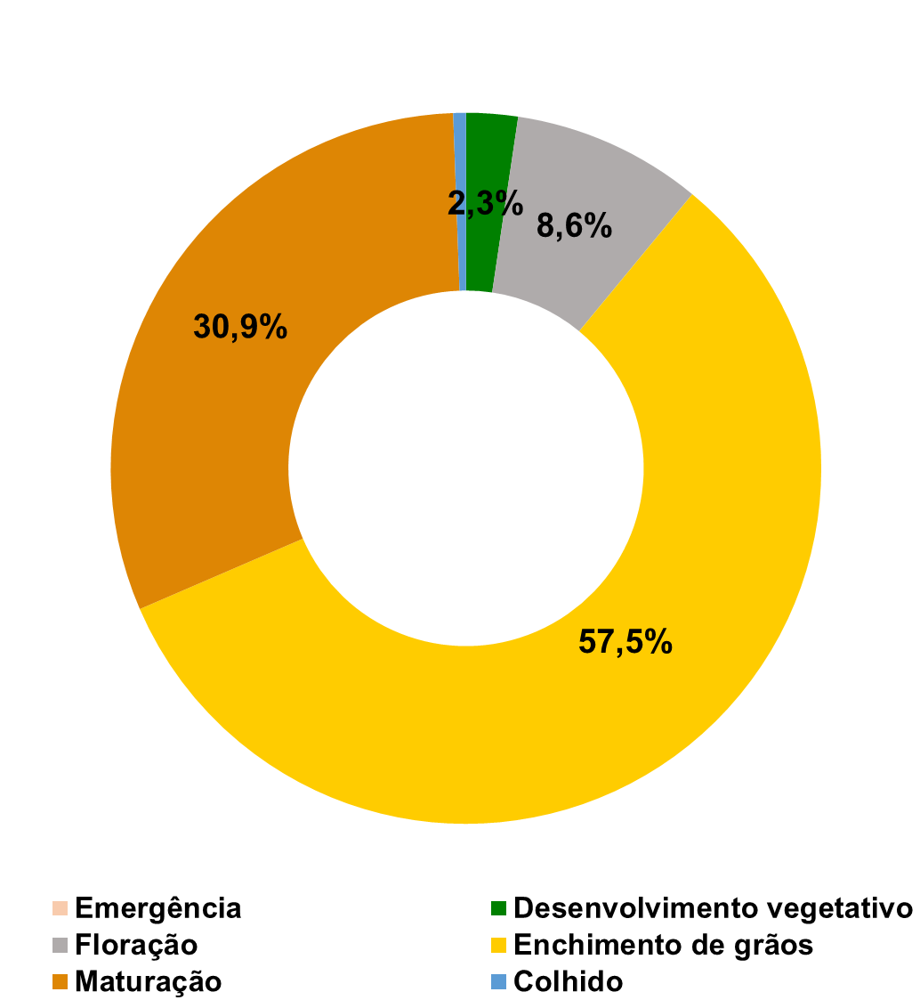 2,3%
8,6%
30,9%
57,5%
Emergência
Desenvolvimento vegetativo
Floração
Enchimento de grãos
Maturação
Colhido